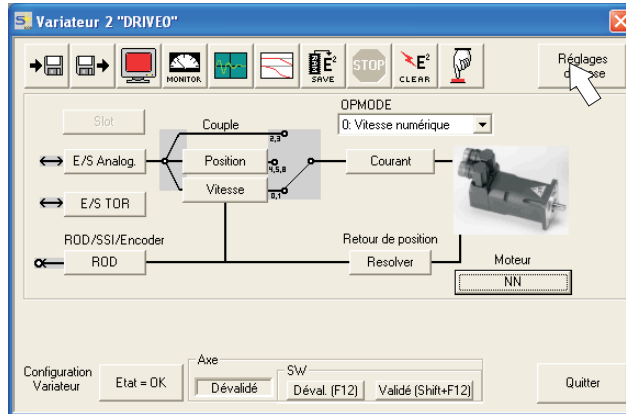 Variateur 2 "DRIVE0"
MONITOR
E² SAVE
STOP
E² CLEAR
Réglages
de base
Slot
Couple
OPMODE
0: Vitesse numérique
2,3
E/S Analog.
Position
4,5,8
Courant
Vitesse
0,1
E/S TOR
ROD/SSI/Encoder
Retour de position
ROD
Resolver
Moteur
NN
Configuration
Variateur
Etat = OK
Axe
Dévalidé
SW
Déval. (F12)
Validé (Shift+F12)
Quitter